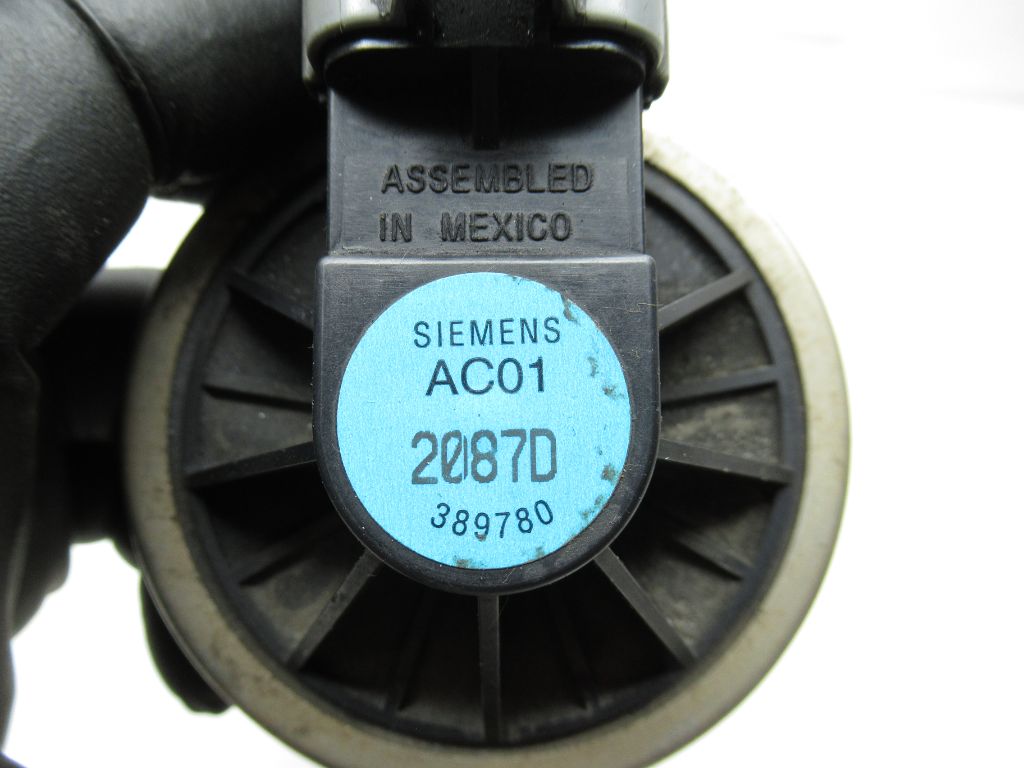 ASSEMBLED
IN MEXICO
SIEMENS
AC01
2087D
389780